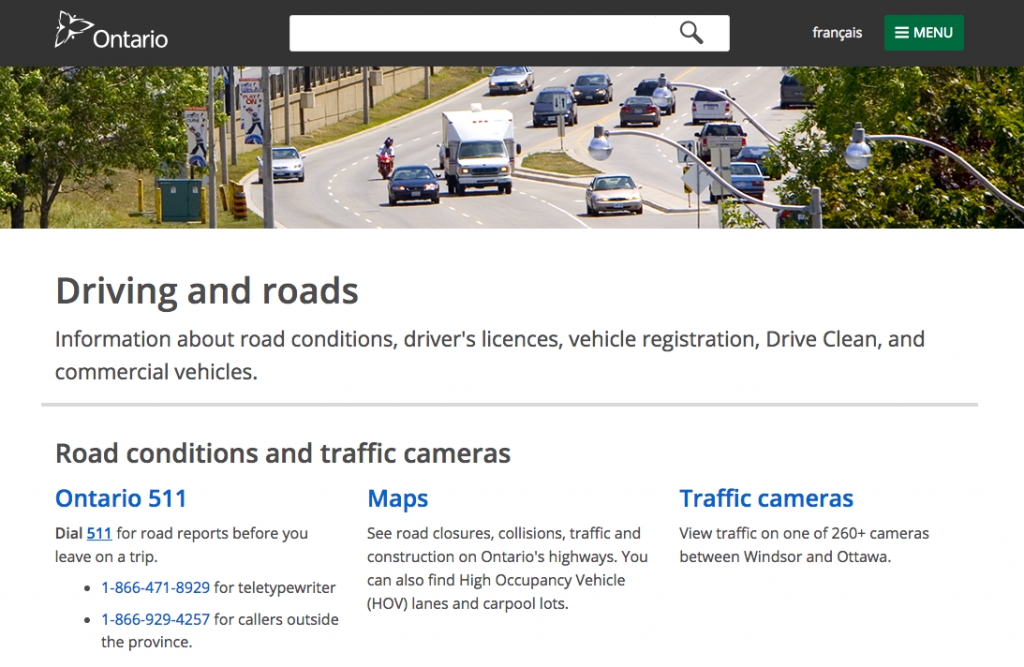 Ontario
français
MENU
PLAY
ON
Driving and roads
Information about road conditions, driver's licences, vehicle registration, Drive Clean, and
commercial vehicles.
Road conditions and traffic cameras
Ontario 511
Dial 511 for road reports before you
leave on a trip.
1-866-471-8929 for teletypewriter
1-866-929-4257 for callers outside
the province.
Maps
See road closures, collisions, traffic and
construction on Ontario's highways. You
can also find High Occupancy Vehicle
(HOV) lanes and carpool lots.
Traffic cameras
View traffic on one of 260+ cameras
between Windsor and Ottawa.